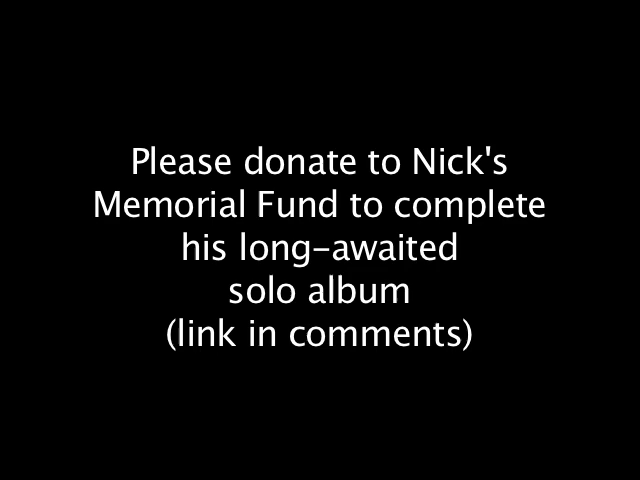 Please donate to Nick's
Memorial Fund to complete
his long-awaited
solo album
(link in comments)